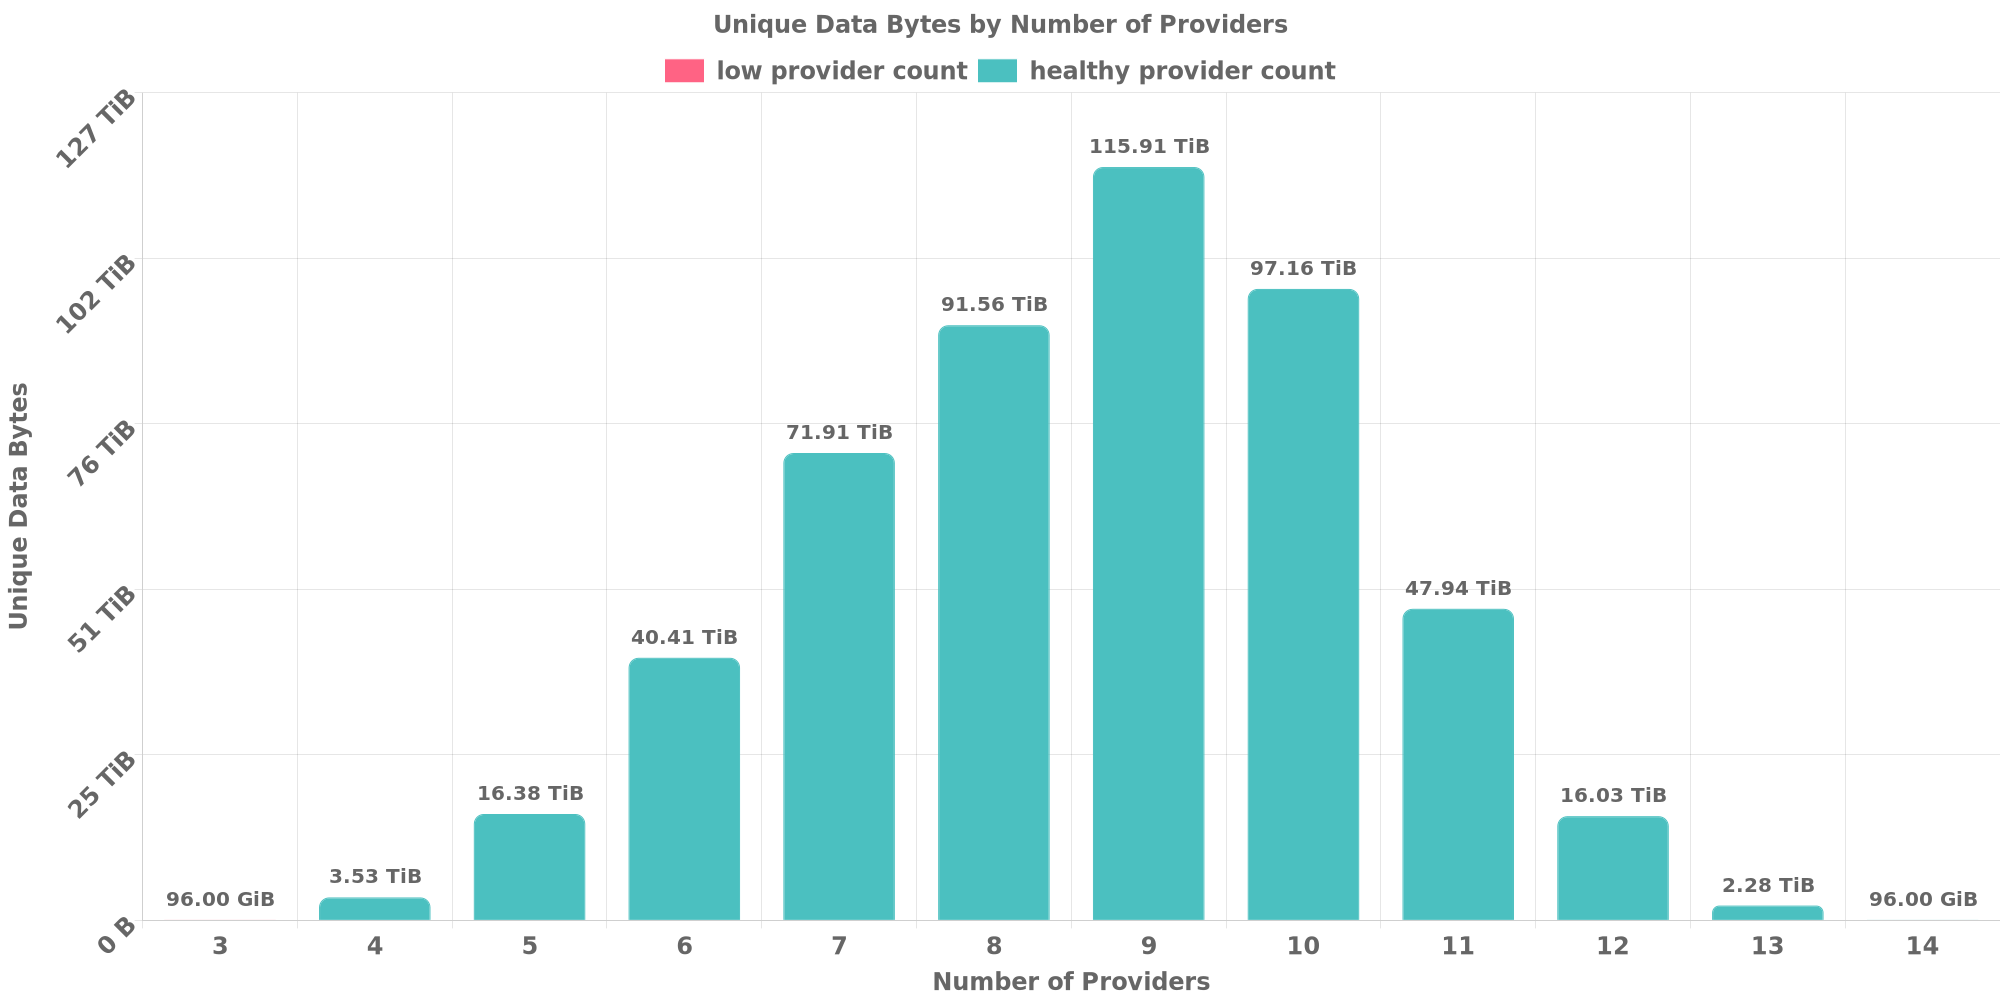 Unique Data Bytes by Number of Providers
low provider count
healthy provider count
Unique Data Bytes
127 TiB
102 TiB
76 TiB
51 TiB
25 TiB
0 B
96.00 GiB
3.53 TiB
16.38 TiB
40.41 TiB
71.91 TiB
91.56 TiB
115.91 TiB
97.16 TiB
47.94 TiB
16.03 TiB
2.28 TiB
96.00 GiB
3 4 5 6 7 8 9 10 11 12 13 14
Number of Providers